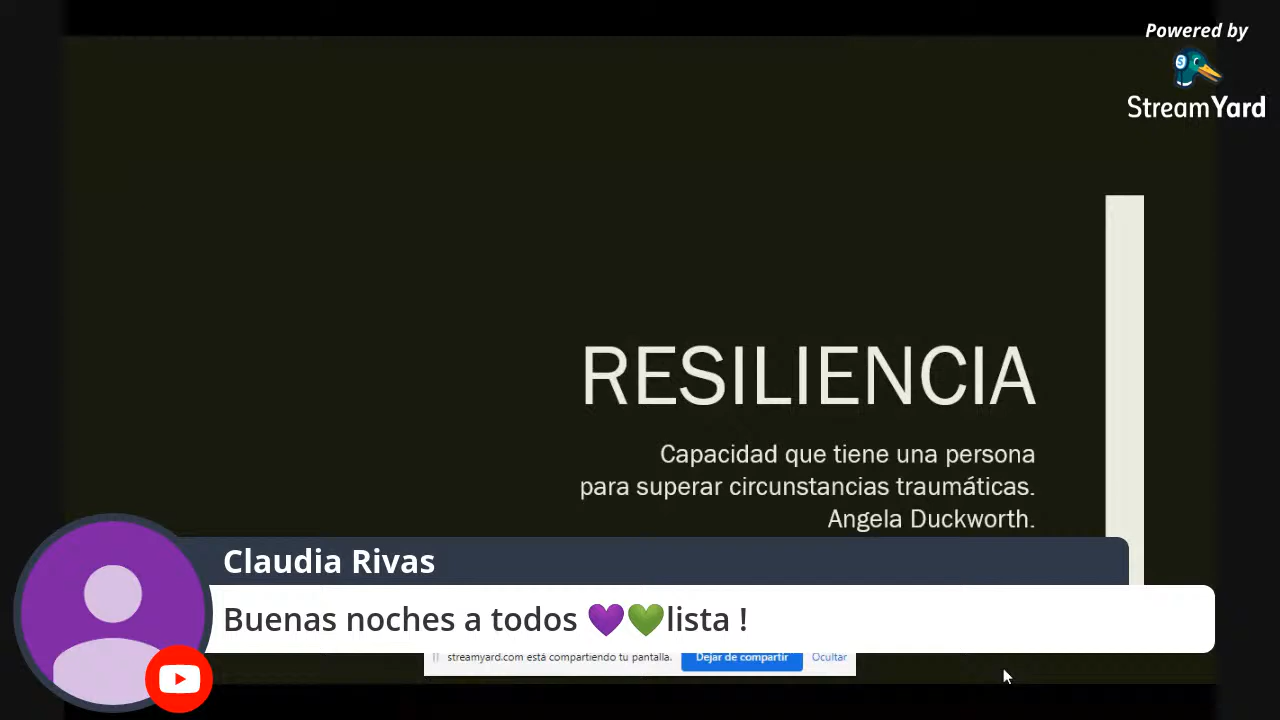 Powered by
StreamYard
RESILIENCIA
Capacidad que tiene una persona
para superar circunstancias traumáticas.
Angela Duckworth.
Claudia Rivas
Buenas noches a todos 💜💚lista !
streamyard.com está compartiendo tu pantalla. Dejar de compartir Ocultar